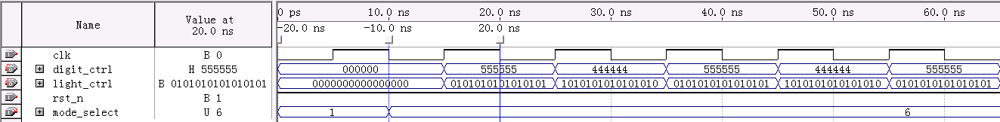 Name
Value at
20.0 ns
0 ps 10.0 ns 20.0 ns 30.0 ns 40.0 ns 50.0 ns 60.0 ns
-20.0 ns -10.0 ns 20.0 ns
clk B 0
digit_ctrl H 555555 000000 555555 444444 555555 444444 555555
light_ctrl B 0101010101010101 0000000000000000 0101010101010101 1010101010101010 0101010101010101 1010101010101010 0101010101010101
rst_n B 1
mode_select U 6 1 6